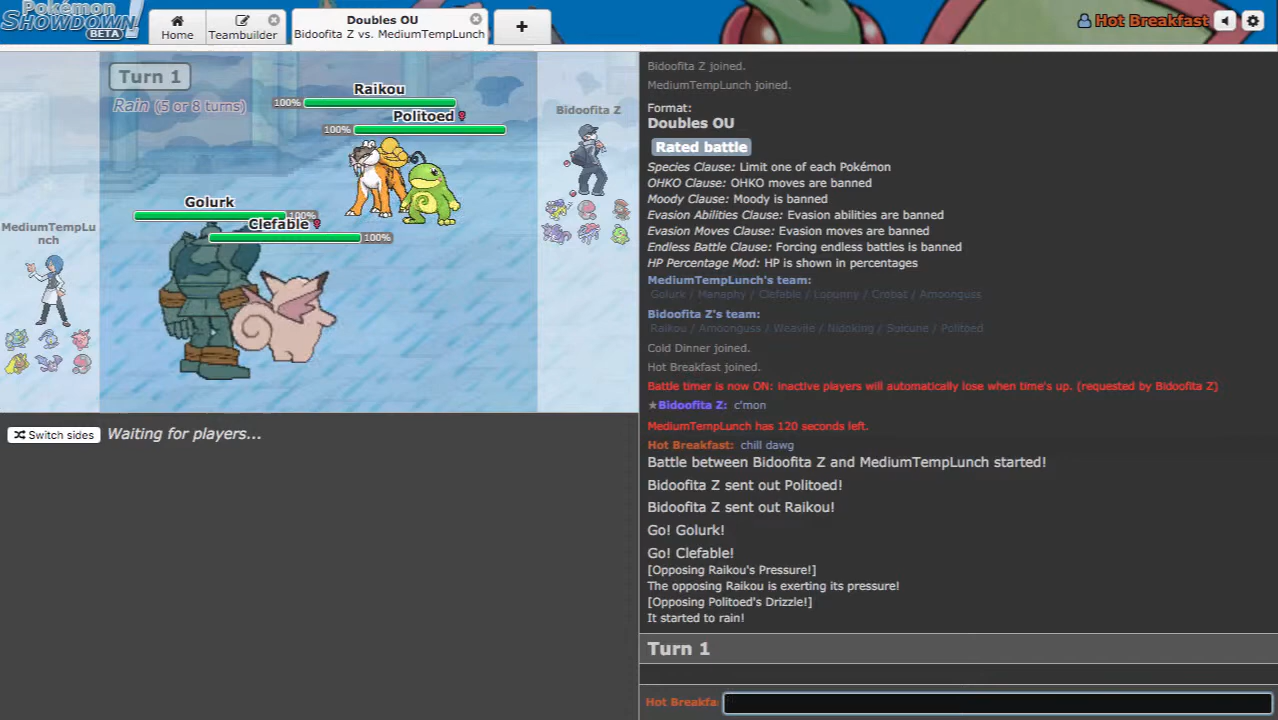 Pokémon
SHOWDOWN!
BETA
Home
Teambuilder
Doubles OU
Bidoofita Z vs. MediumTempLunch
+
Hot Breakfast
Turn 1
Rain (5 or 8 turns)
Raikou
100%
Politoed
100%
Golurk
100%
Clefable
100%
Bidoofita Z
MediumTempLu
nch
Switch sides
Waiting for players...
Bidoofita Z joined.
MediumTempLunch joined.
Format:
Doubles OU
Rated battle
Species Clause: Limit one of each Pokémon
OHKO Clause: OHKO moves are banned
Moody Clause: Moody is banned
Evasion Abilities Clause: Evasion abilities are banned
Evasion Moves Clause: Evasion moves are banned
Endless Battle Clause: Forcing endless battles is banned
HP Percentage Mod: HP is shown in percentages
MediumTempLunch's team:
Golurk / Manaphy / Clefable / Lopunny / Crobat / Amoonguss
Bidoofita Z's team:
Raikou / Amoonguss / Weavile / Nidoking / Suicune / Politoed
Cold Dinner joined.
Hot Breakfast joined.
Battle timer is now ON: inactive players will automatically lose when time's up. (requested by Bidoofita Z)
★Bidoofita Z: c'mon
MediumTempLunch has 120 seconds left.
Hot Breakfast: chill dawg
Battle between Bidoofita Z and MediumTempLunch started!
Bidoofita Z sent out Politoed!
Bidoofita Z sent out Raikou!
Go! Golurk!
Go! Clefable!
[Opposing Raikou's Pressure!]
The opposing Raikou is exerting its pressure!
[Opposing Politoed's Drizzle!]
It started to rain!
Turn 1
Hot Breakfa